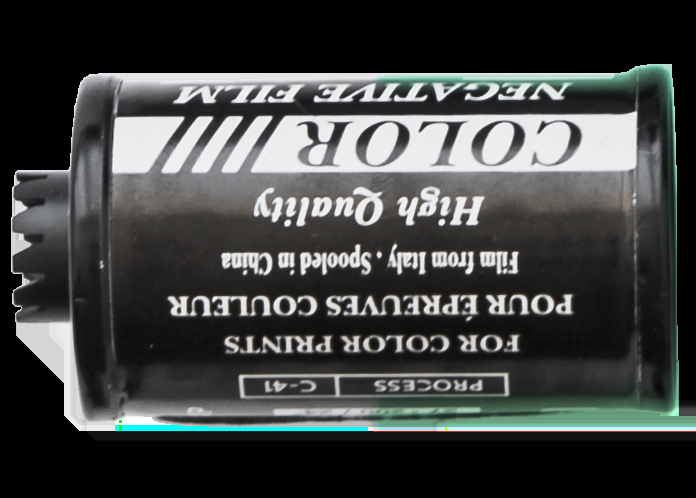 NEGATIVE FILM
COLOR
High Quality
Film from Italy . Spooled in China
POUR ÉPREUVES COULEUR
FOR COLOR PRINTS
PROCESS C-41